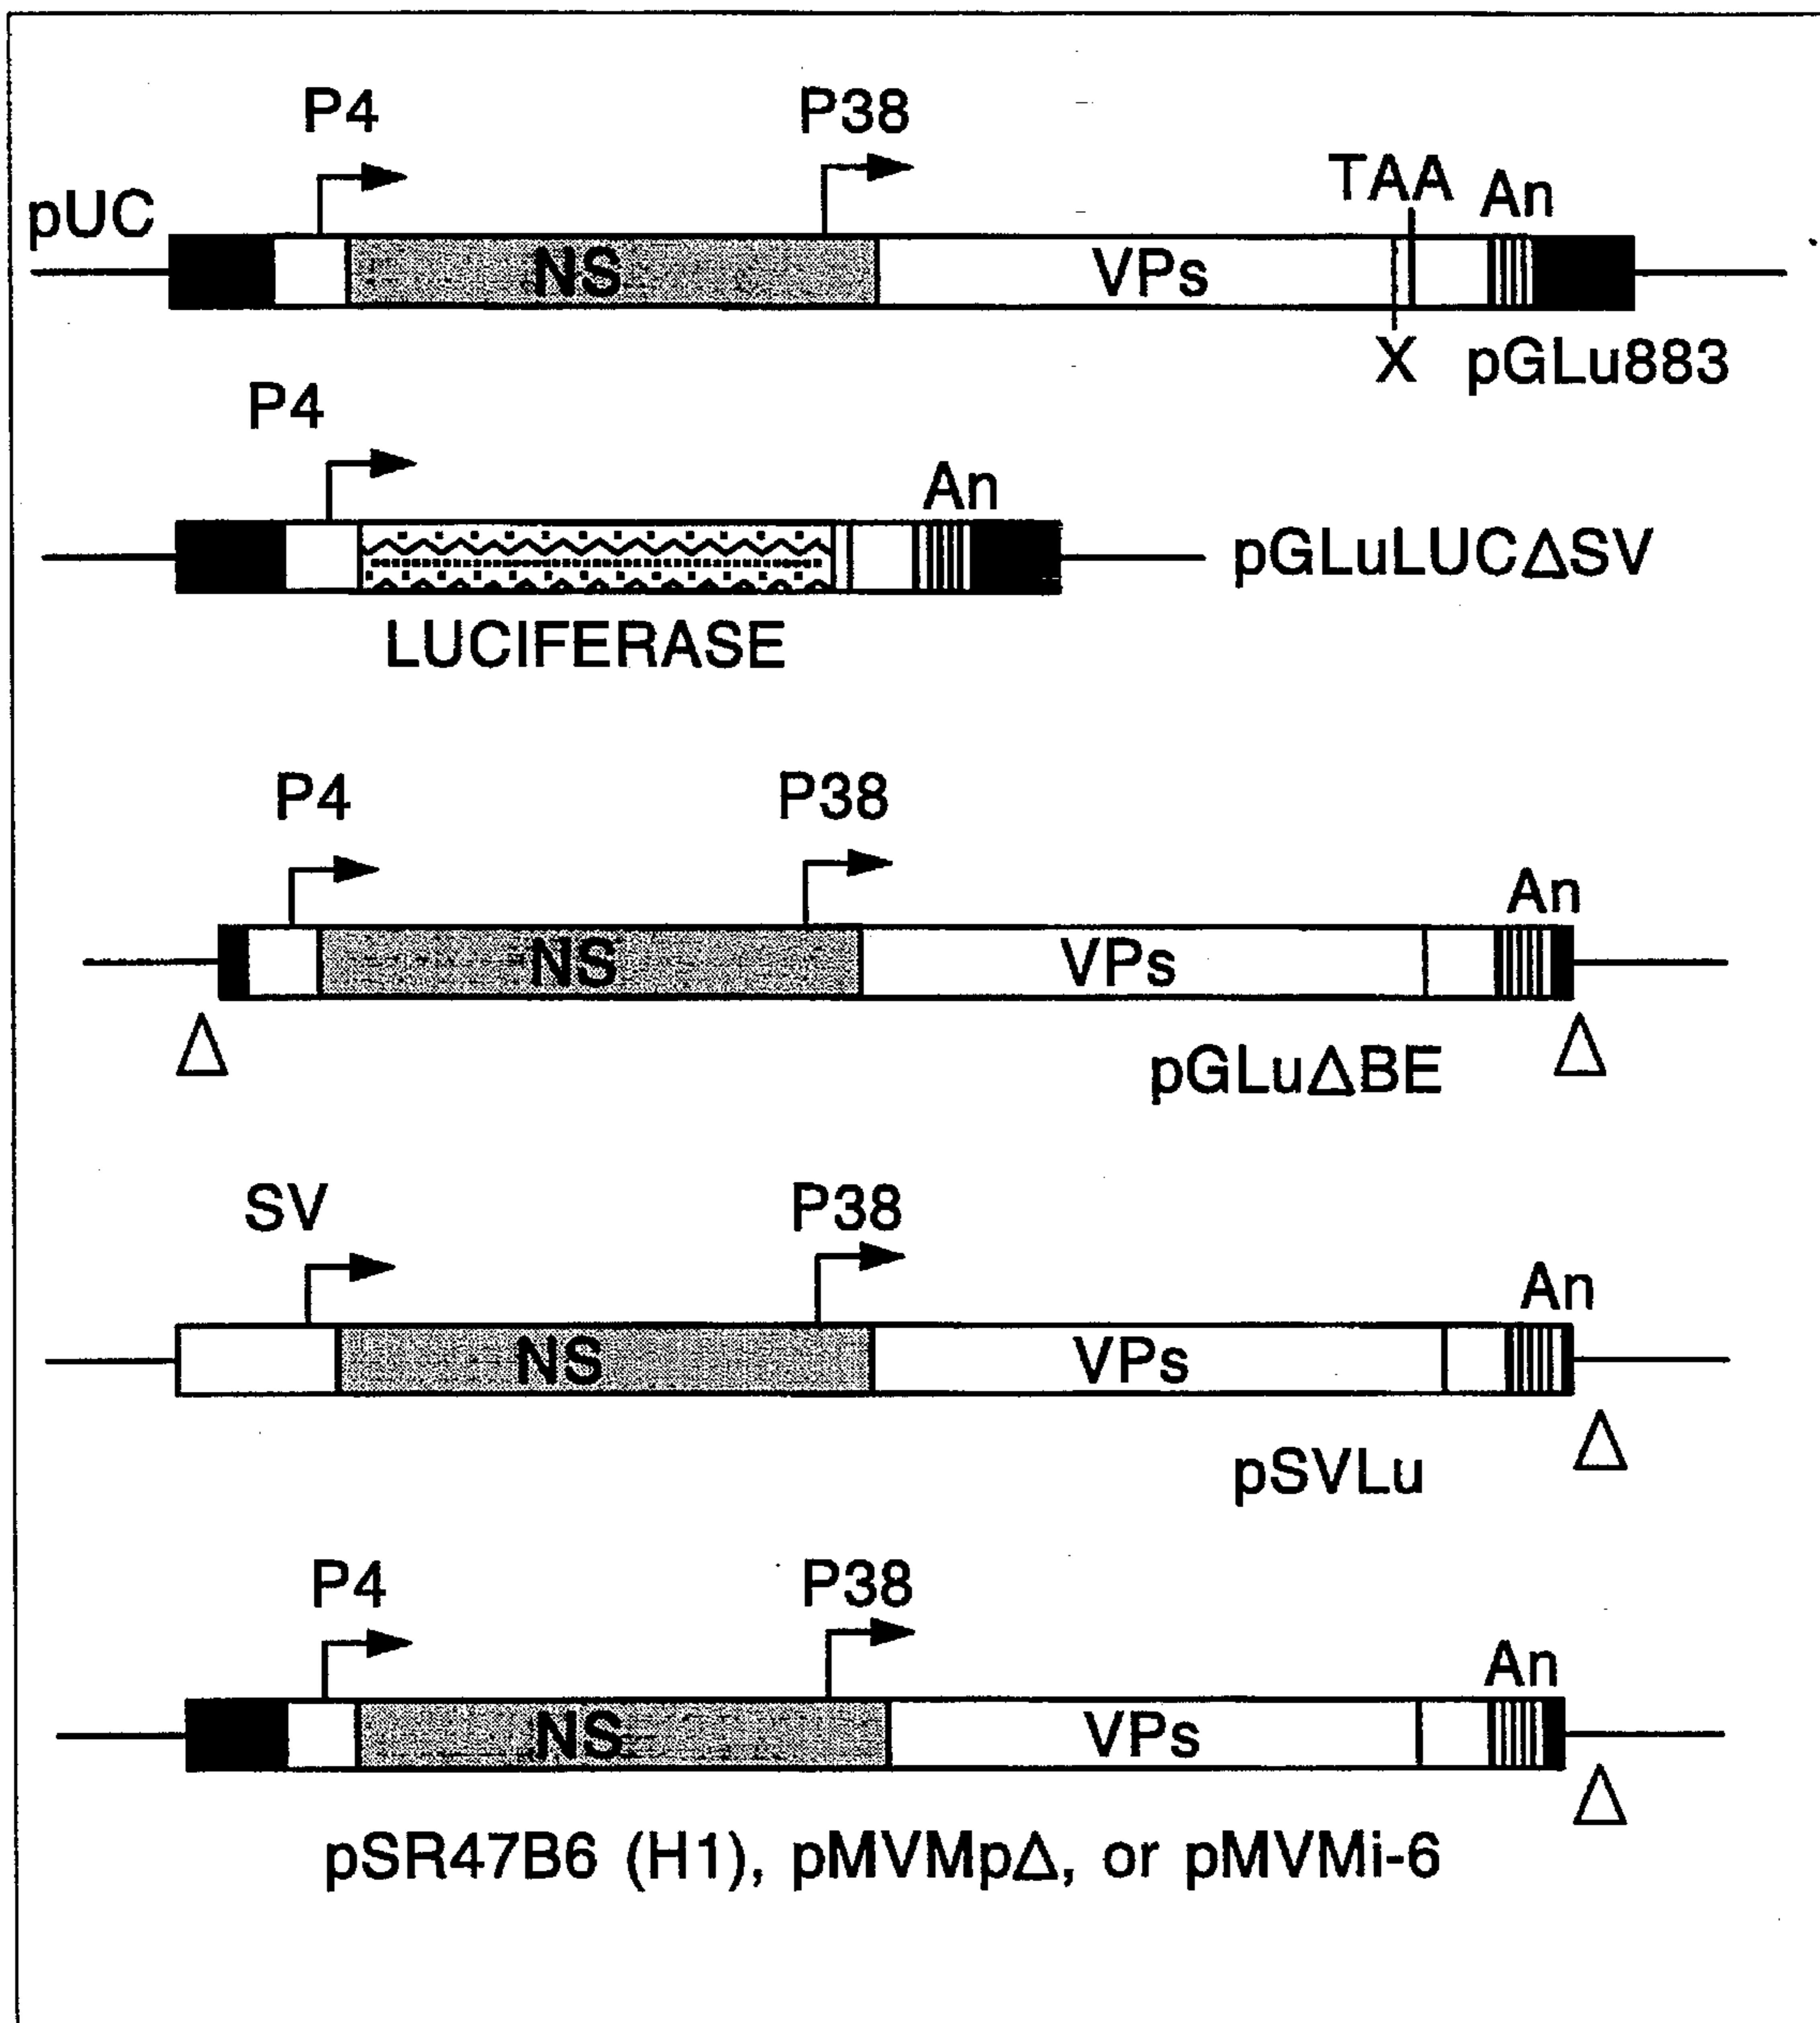 P4 P38
pUC TAA An
NS VPs
X pGLu883
P4
An
pGLuLUCΔSV
LUCIFERASE
P4 P38
An
NS VPs
Δ Δ
pGLuΔBE
SV P38
An
NS VPs
Δ
pSVLu
P4 P38
An
NS VPs
Δ
pSR47B6 (H1), pMVMpΔ, or pMVMi-6